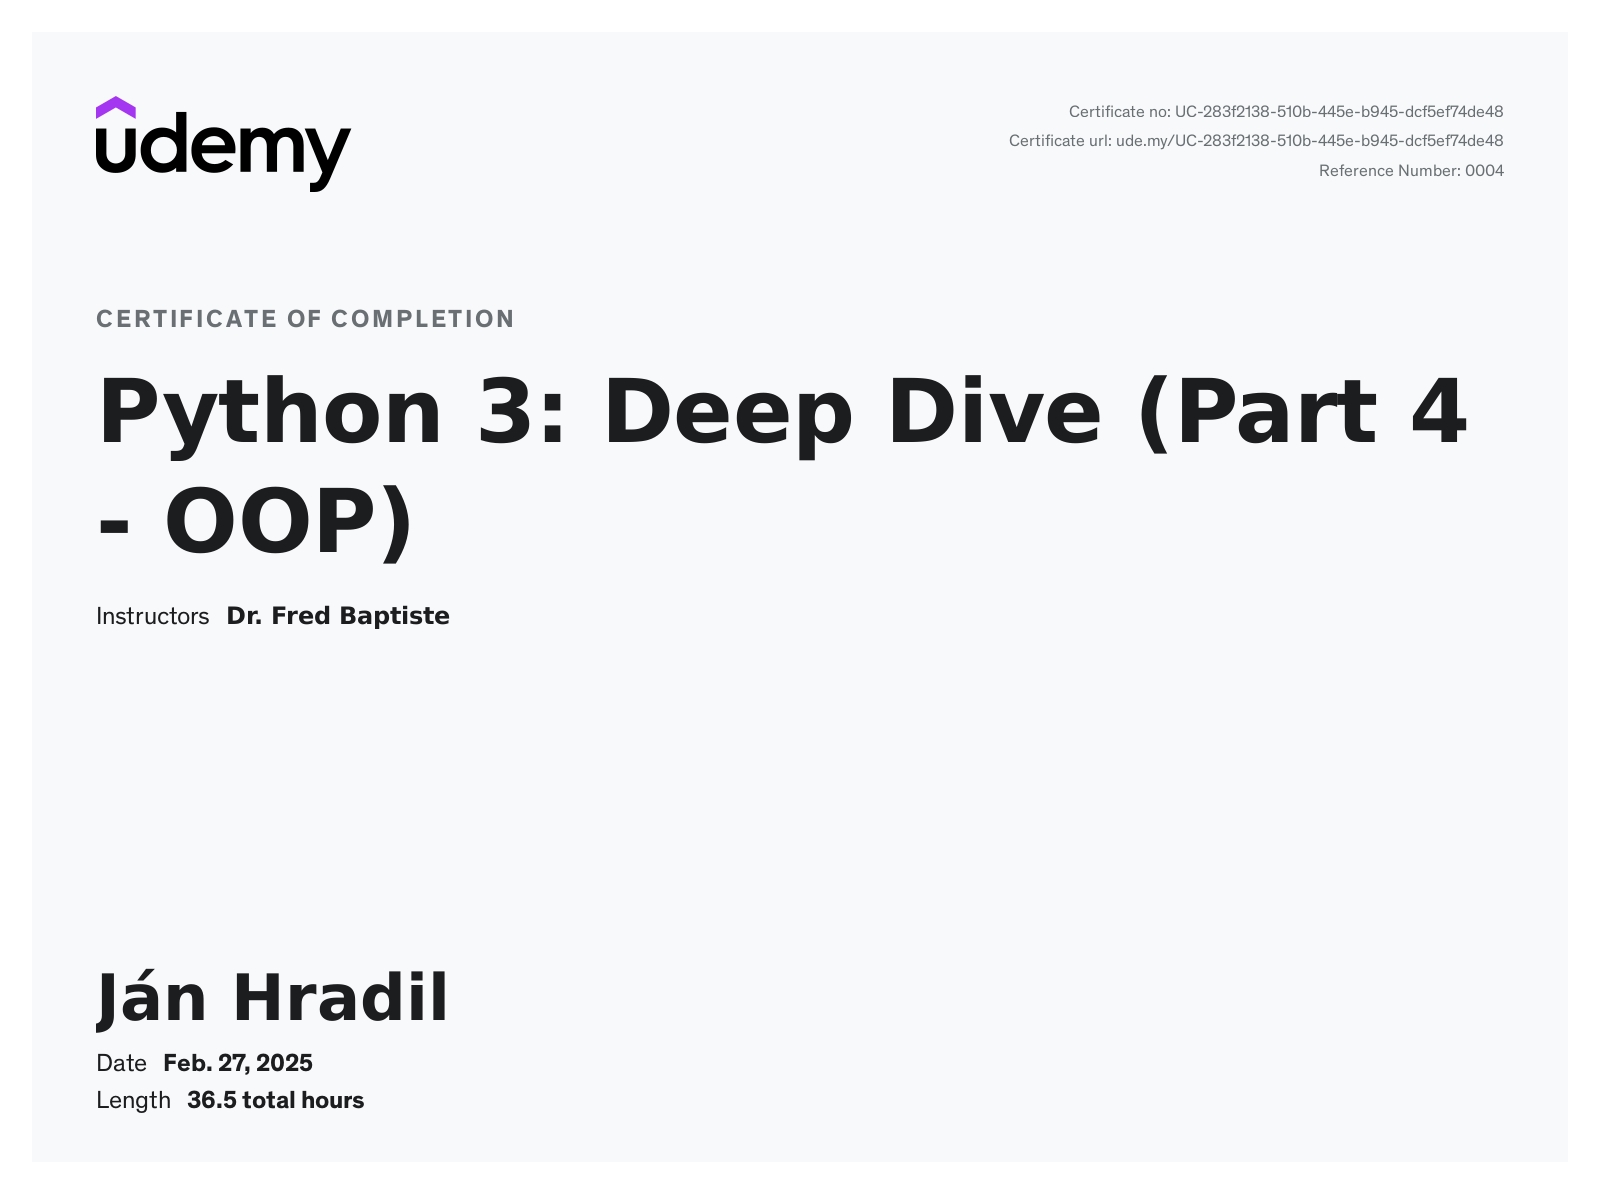 udemy
Certificate no: UC-283f2138-510b-445e-b945-dcf5ef74de48
Certificate url: ude.my/UC-283f2138-510b-445e-b945-dcf5ef74de48
Reference Number: 0004
CERTIFICATE OF COMPLETION
Python 3: Deep Dive (Part 4
- OOP)
Instructors Dr. Fred Baptiste
Ján Hradil
Date Feb. 27, 2025
Length 36.5 total hours